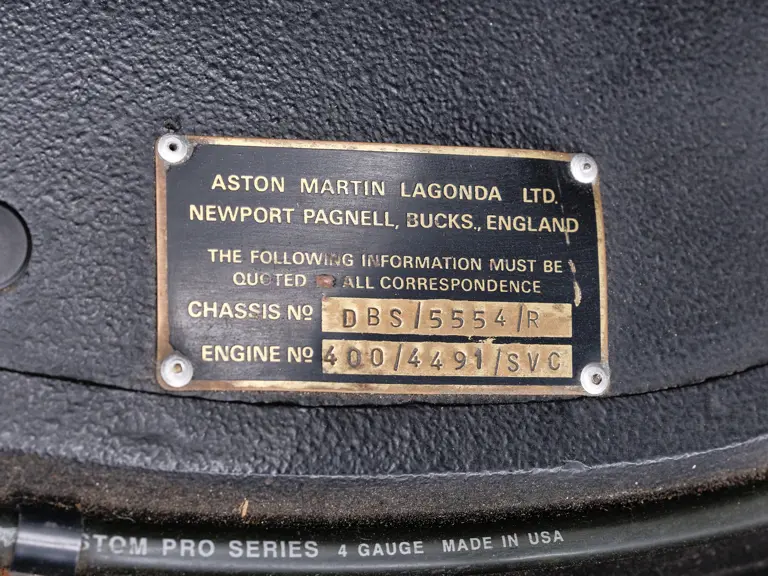 ASTON MARTIN LAGONDA LTD.
NEWPORT PAGNELL, BUCKS., ENGLAND
THE FOLLOWING INFORMATION MUST BE
QUOTED ALL CORRESPONDENCE
CHASSIS Nº DBS/5554/R
ENGINE Nº 400/4491/SVC
PRO SERIES 4 GAUGE MADE IN USA